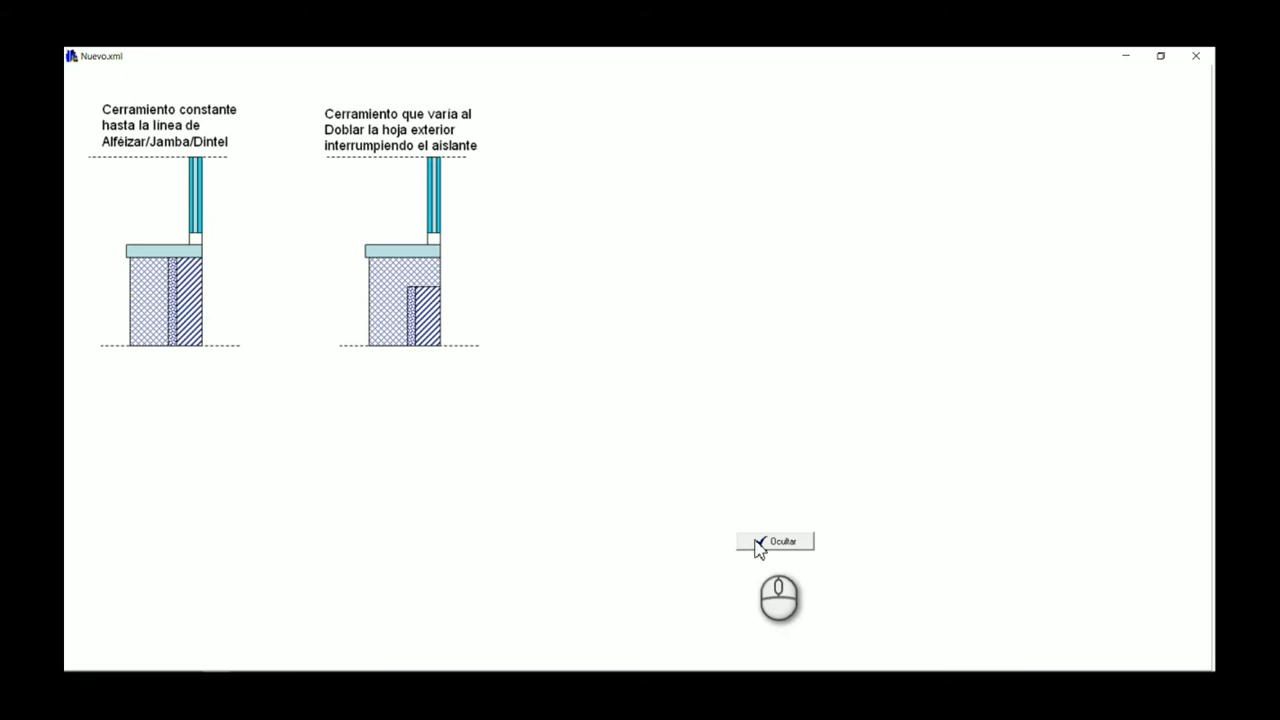 Nuevo.xml
Cerramiento constante
hasta la línea de
Alféizar/Jamba/Dintel
Cerramiento que varía al
Doblar la hoja exterior
interrumpiendo el aislante
Ocultar